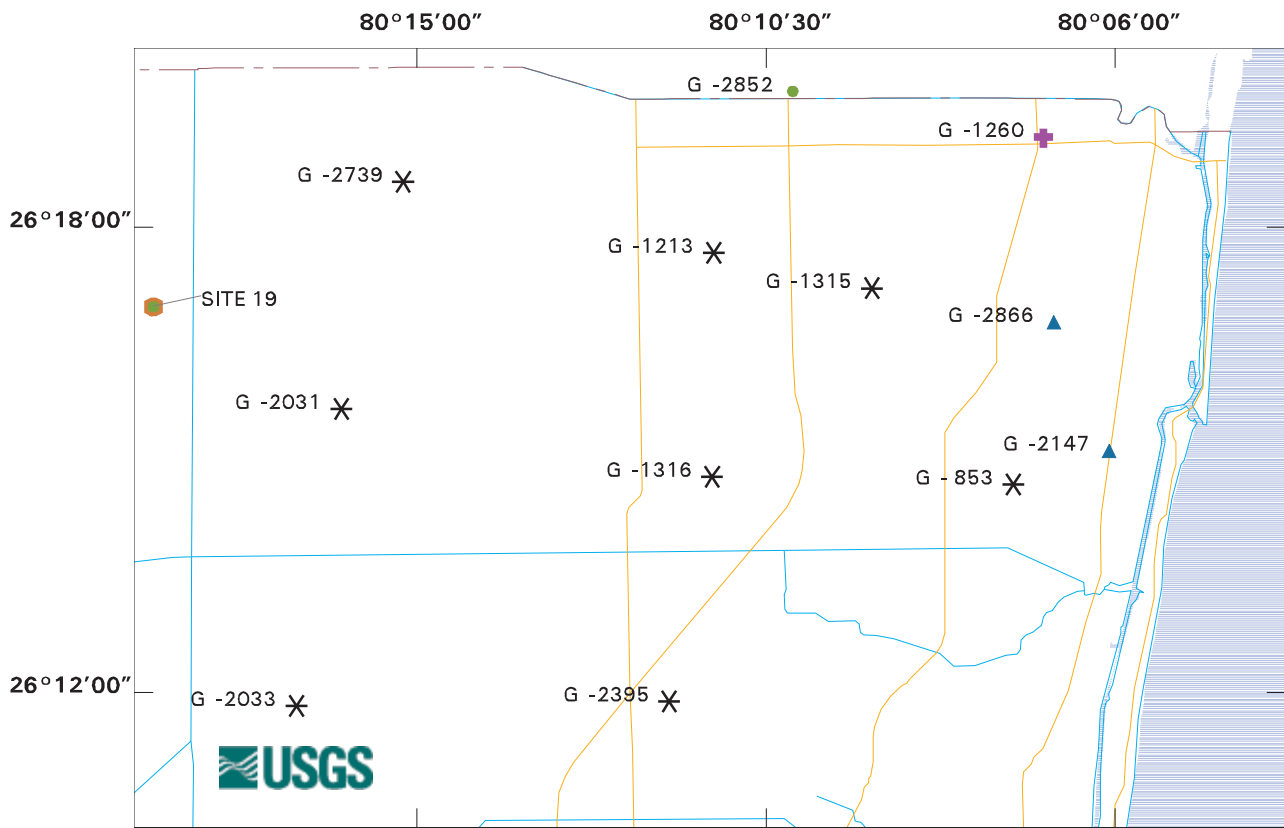 80°15'00" 80°10'30" 80°06'00"
G -2852
G -1260
G -2739
26°18'00"
G -1213
G -1315
SITE 19
G -2866
G -2031
G -2147
G -1316
G - 853
26°12'00"
G -2033
G -2395
USGS